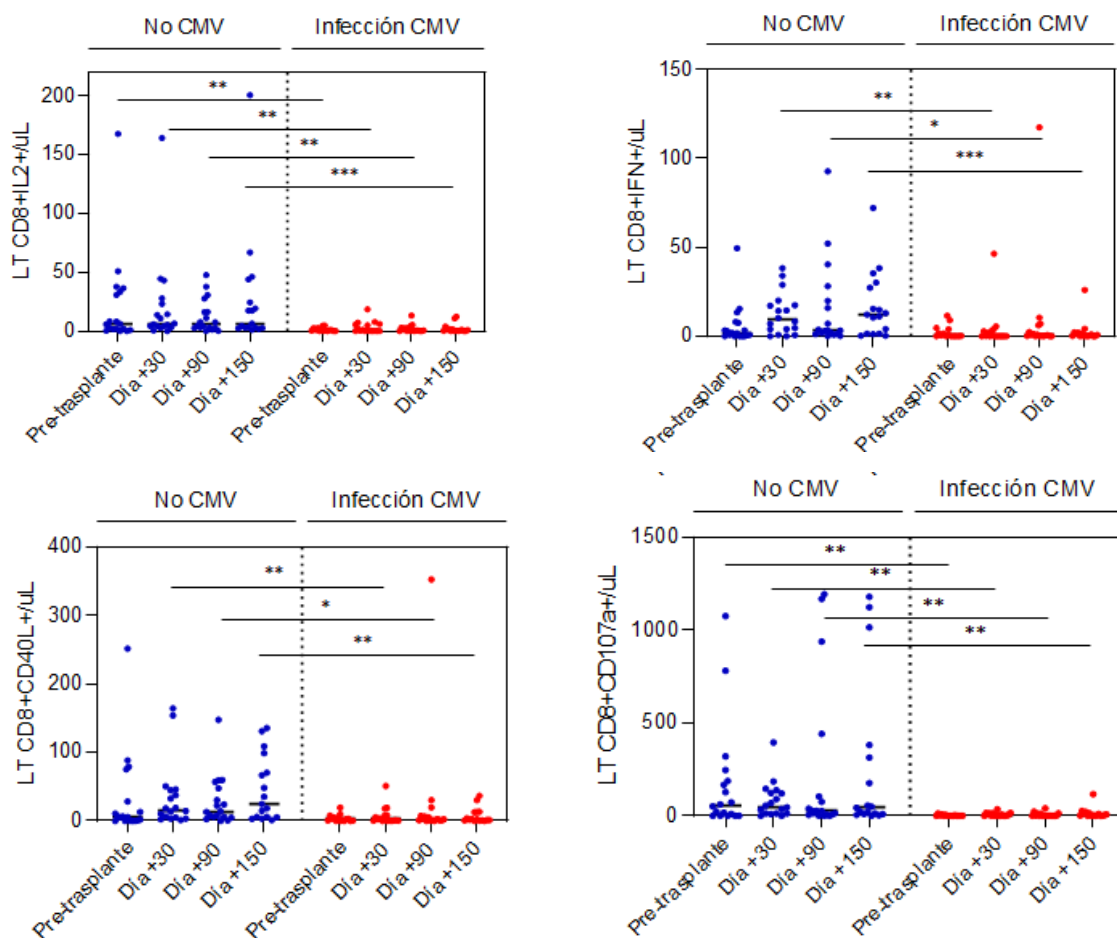 No CMV Infección CMV
LT CD8+IL2+/uL
200
150
100
50
0
**
**
**
***
Pre-trasplante Día +30 Día +90 Día +150 Pre-trasplante Día +30 Día +90 Día +150
No CMV Infección CMV
LT CD8+IFN+/uL
150
100
50
0
**
*
***
Pre-trasplante Día +30 Día +90 Día +150 Pre-trasplante Día +30 Día +90 Día +150
No CMV Infección CMV
LT CD8+CD40L+/uL
400
300
200
100
0
**
*
**
Pre-trasplante Día +30 Día +90 Día +150 Pre-trasplante Día +30 Día +90 Día +150
No CMV Infección CMV
LT CD8+CD107a+/uL
1500
1000
500
0
**
**
**
**
Pre-trasplante Día +30 Día +90 Día +150 Pre-trasplante Día +30 Día +90 Día +150